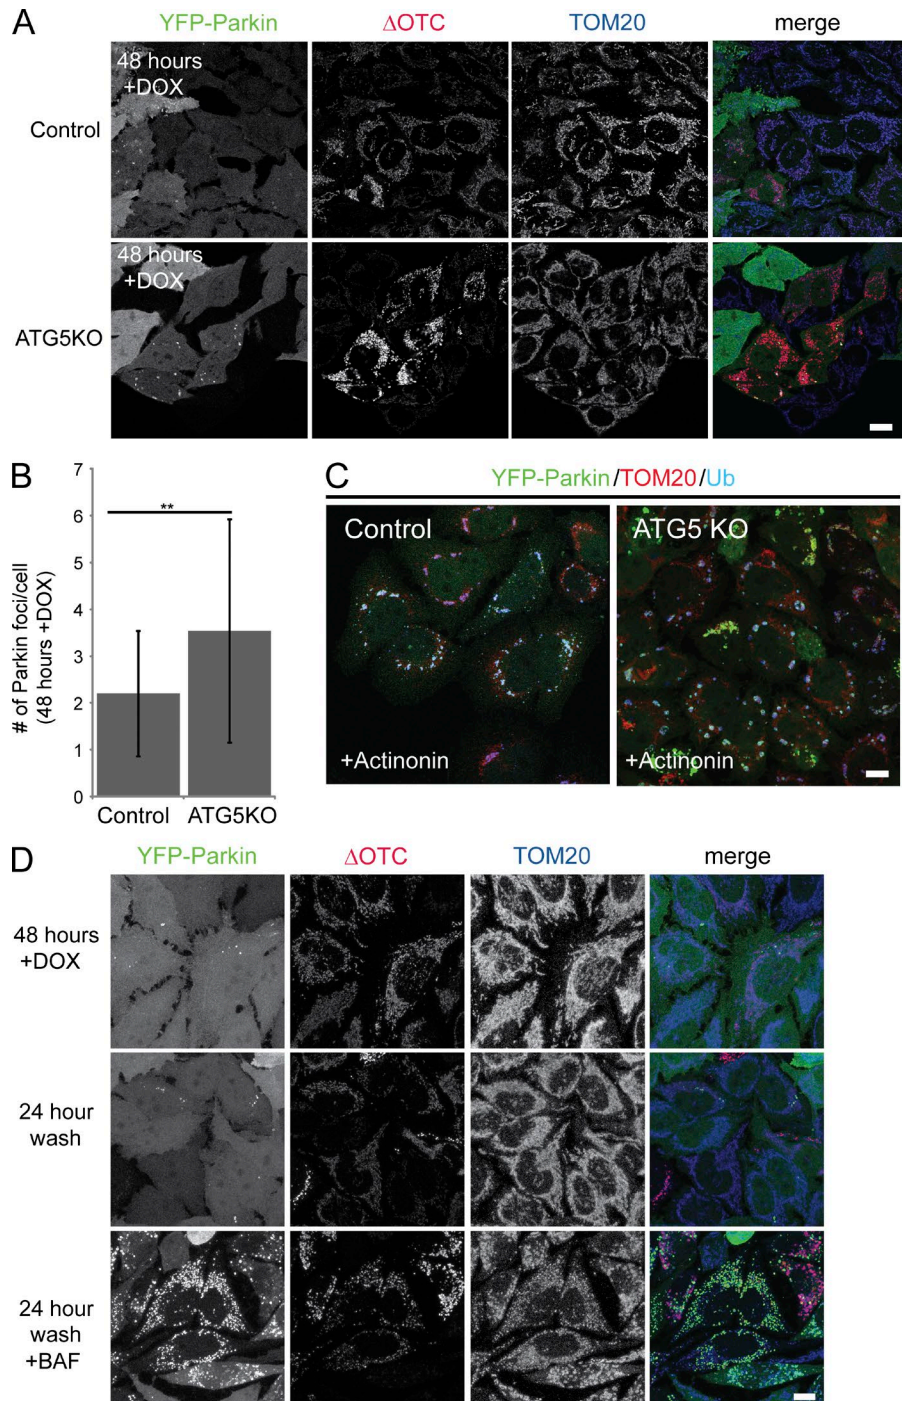 A
YFP-Parkin
ΔOTC
TOM20
merge
48 hours
+DOX
Control
48 hours
+DOX
ATG5KO
B
# of Parkin foci/cell
(48 hours +DOX)
7
6
5
4
3
2
1
0
**
Control
ATG5KO
C
YFP-Parkin/TOM20/Ub
Control
+Actinonin
ATG5 KO
+Actinonin
D
YFP-Parkin
ΔOTC
TOM20
merge
48 hours
+DOX
24 hour
wash
24 hour
wash
+BAF